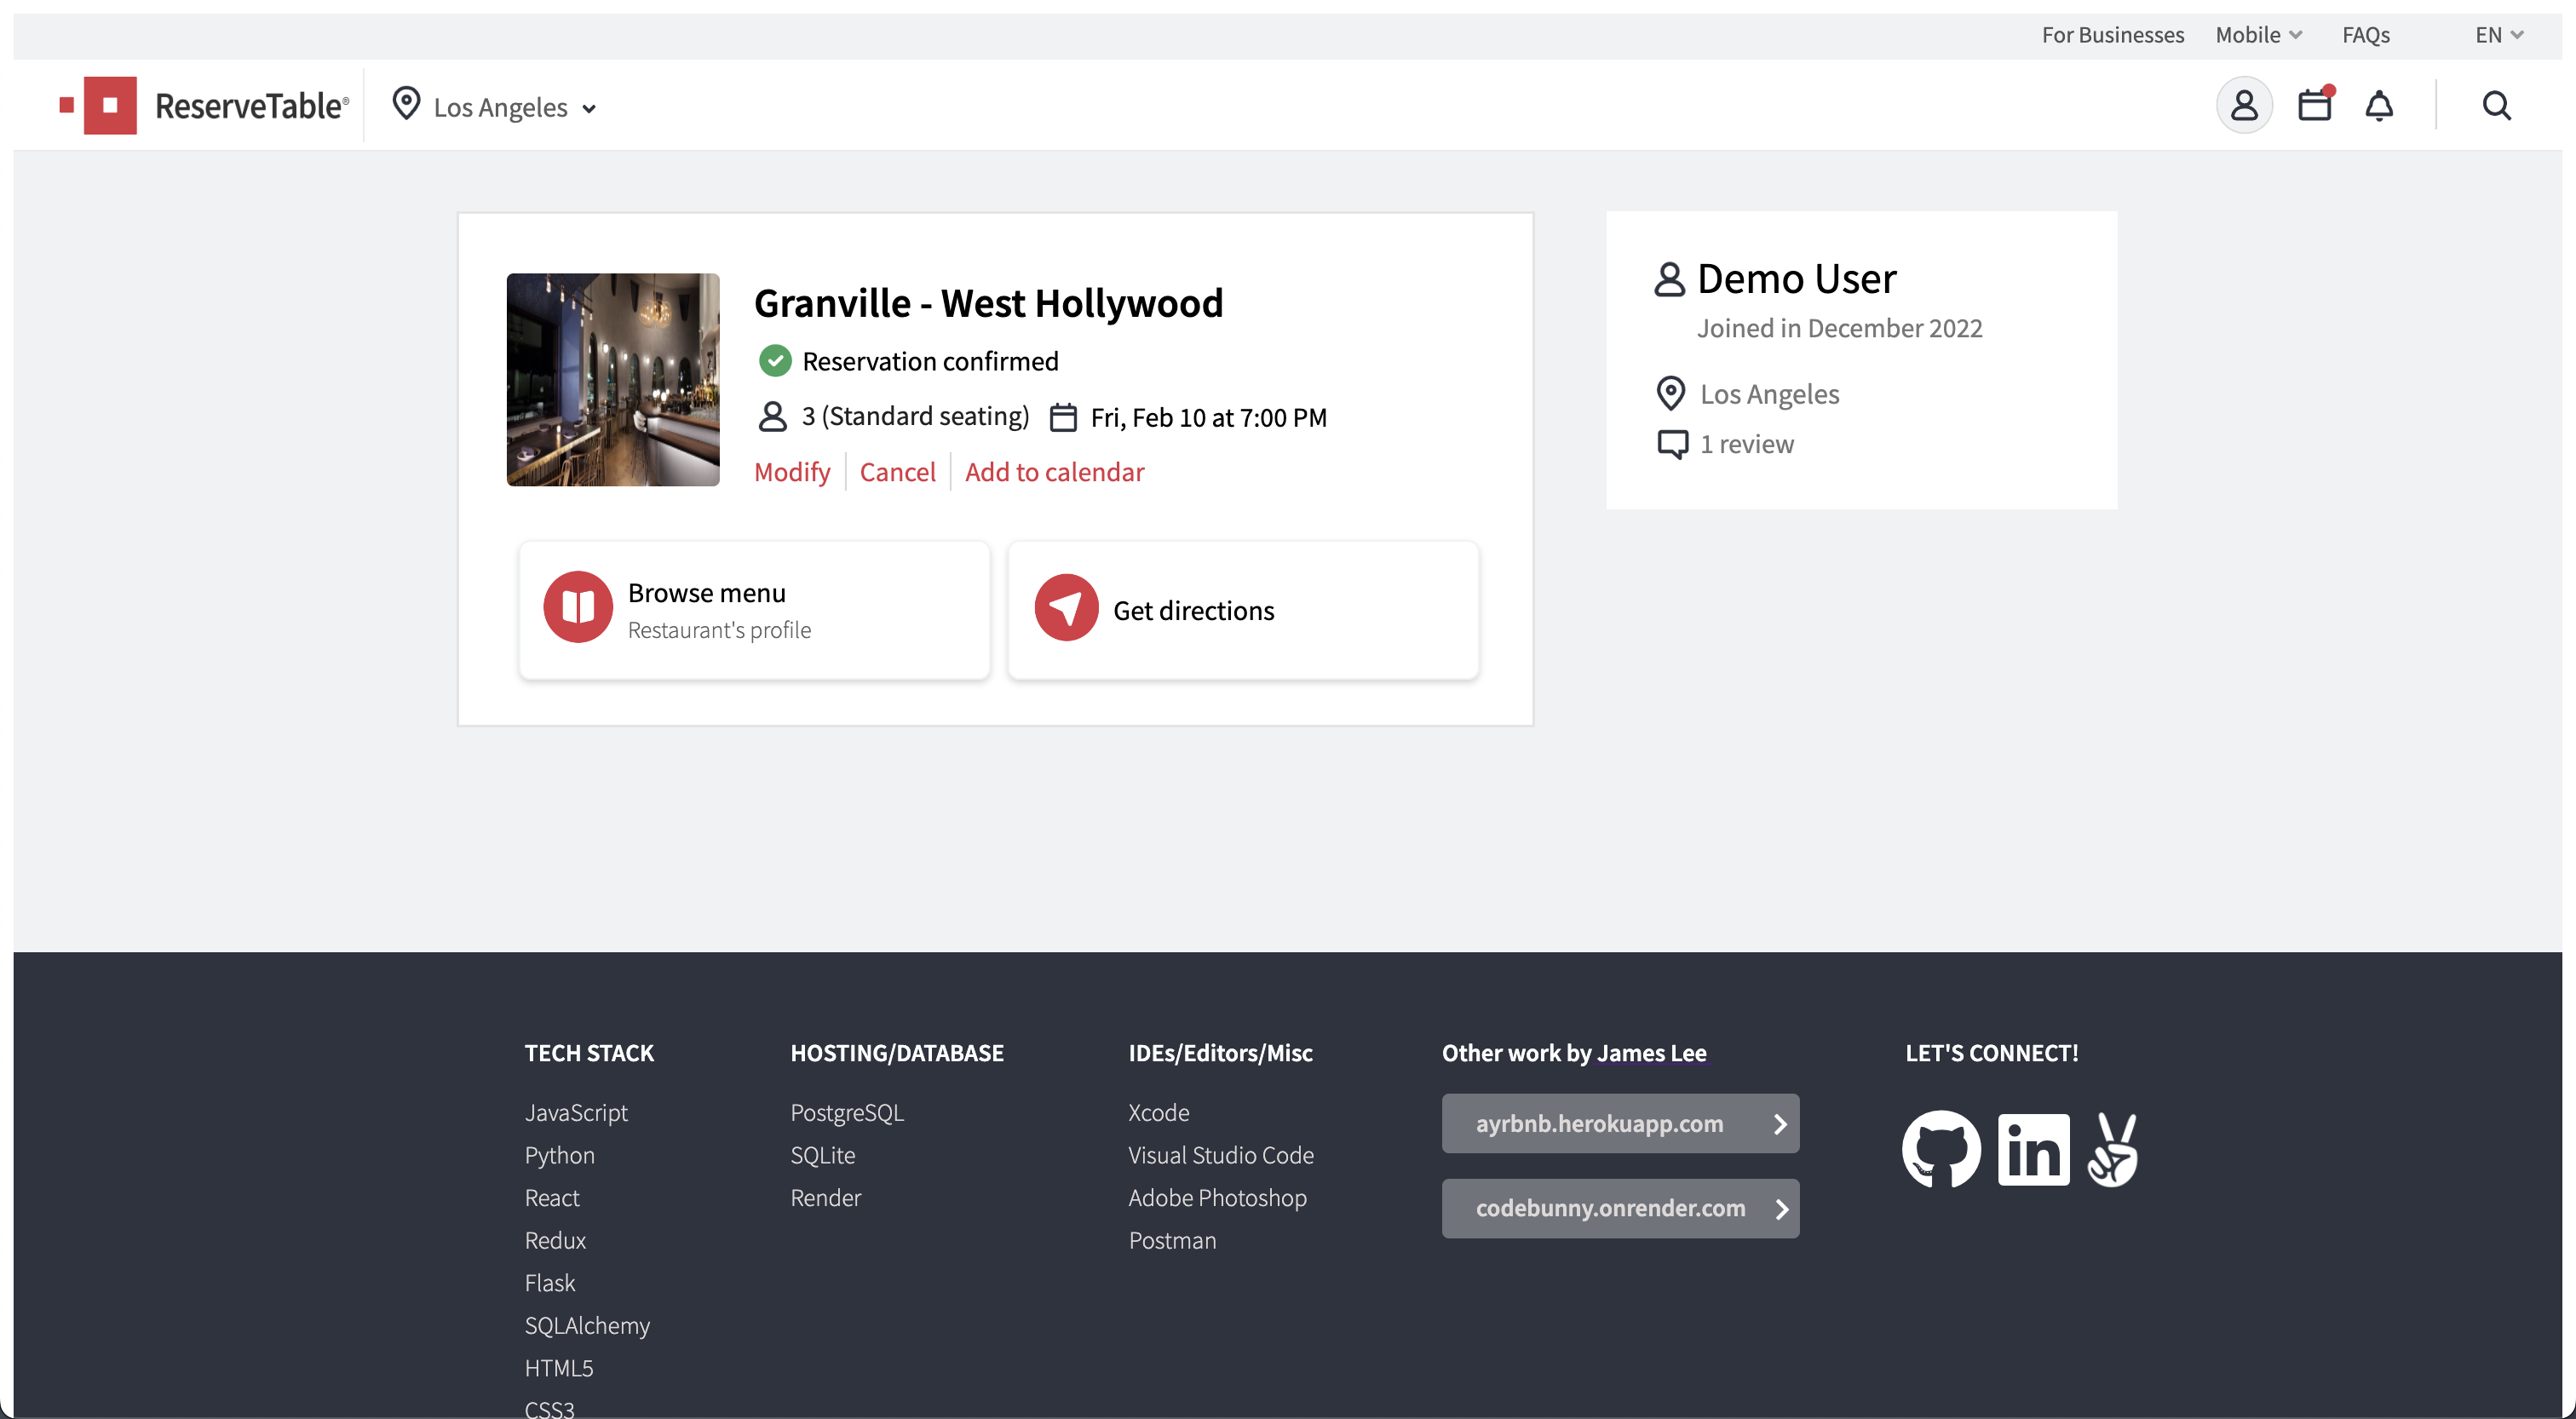 For Businesses Mobile FAQs EN
ReserveTable®
Los Angeles
Granville - West Hollywood
Reservation confirmed
3 (Standard seating) Fri, Feb 10 at 7:00 PM
Modify Cancel Add to calendar
Browse menu
Restaurant's profile
Get directions
Demo User
Joined in December 2022
Los Angeles
1 review
TECH STACK
JavaScript
Python
React
Redux
Flask
SQLAlchemy
HTML5
CSS3
HOSTING/DATABASE
PostgreSQL
SQLite
Render
IDEs/Editors/Misc
Xcode
Visual Studio Code
Adobe Photoshop
Postman
Other work by James Lee
ayrbnb.herokuapp.com
codebunny.onrender.com
LET'S CONNECT!
in